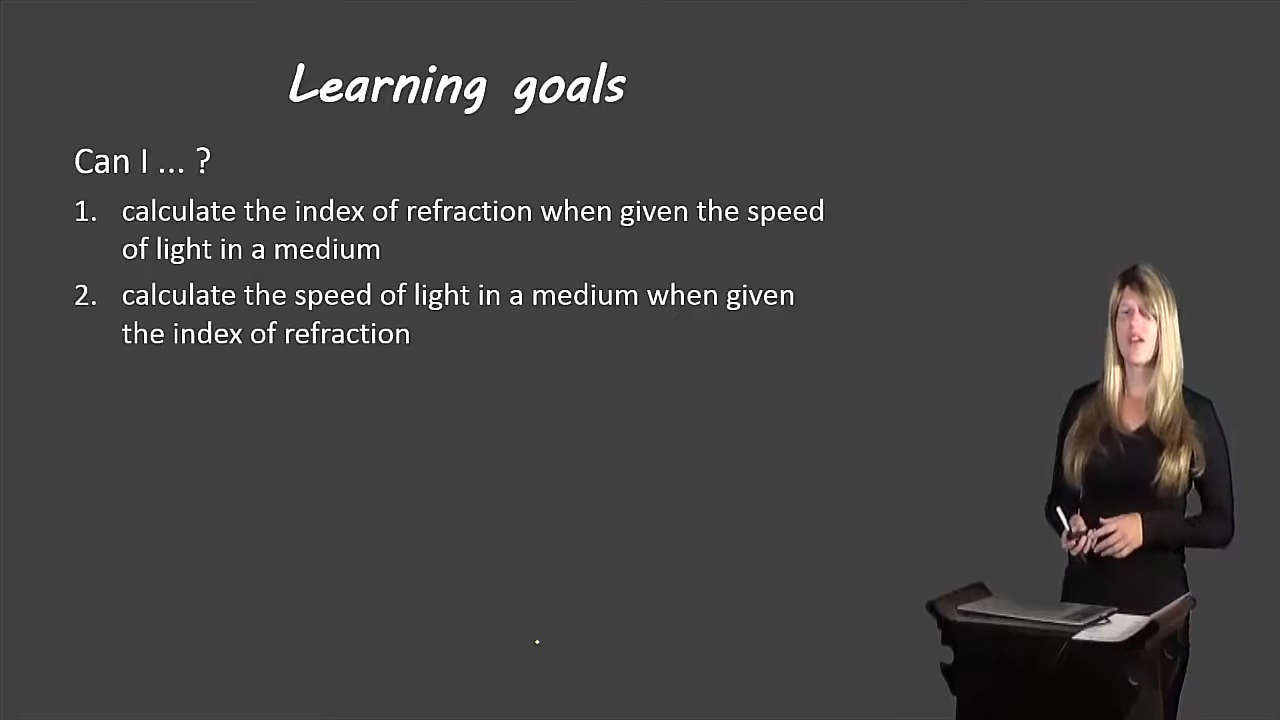 Learning goals
Can I ... ?
1. calculate the index of refraction when given the speed
of light in a medium
2. calculate the speed of light in a medium when given
the index of refraction